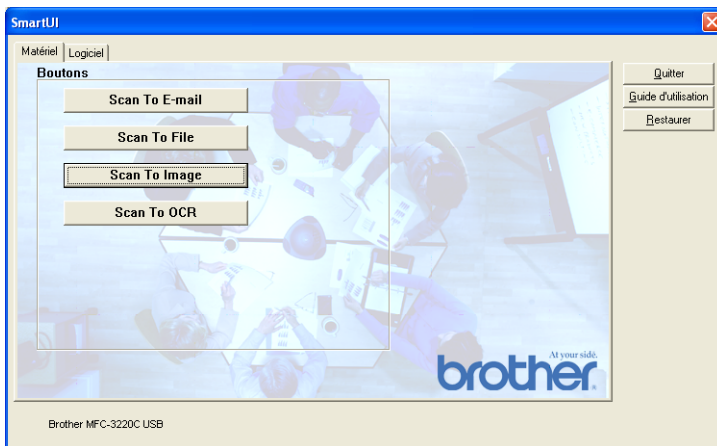 SmartUI
Matériel Logiciel
Boutons
Scan To E-mail
Scan To File
Scan To Image
Scan To OCR
Quitter
Guide d'utilisation
Restaurer
At your side.
brother
Brother MFC-3220C USB